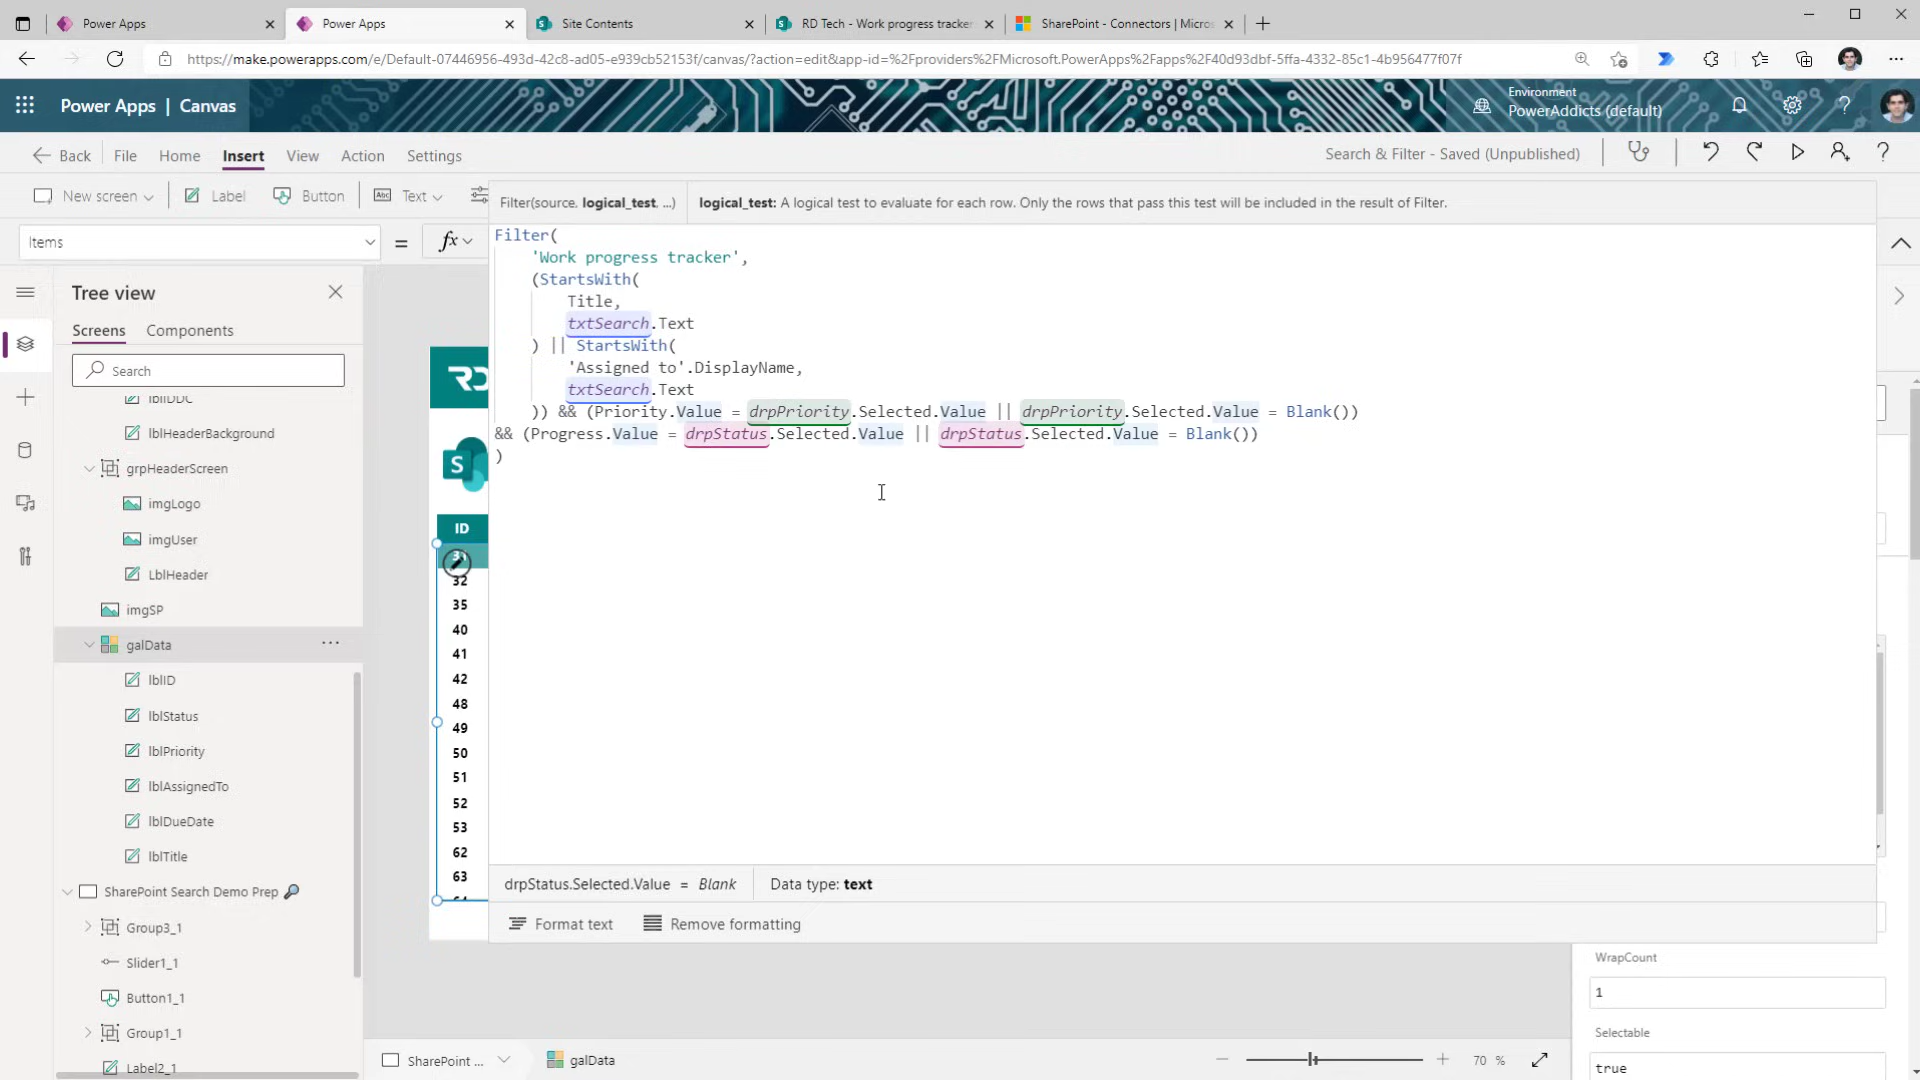 Power Apps
Power Apps
Site Contents
RD Tech - Work progress tracker
SharePoint - Connectors | Micros
https://make.powerapps.com/e/Default-07446956-493d-42c8-ad05-e939cb52153f/canvas/?action=edit&app-id=%2Fproviders%2FMicrosoft.PowerApps%2Fapps%2F40d93dbf-5ffa-4332-85c1-4b956477f07f
Power Apps | Canvas
Environment
PowerAddicts (default)
Back
File
Home
Insert
View
Action
Settings
Search & Filter - Saved (Unpublished)
New screen
Label
Button
Abc Text
Filter(source, logical_test, ...)
logical_test: A logical test to evaluate for each row. Only the rows that pass this test will be included in the result of Filter.
Items
=
fx
Filter(
'Work progress tracker',
(StartsWith(
Title,
txtSearch.Text
) || StartsWith(
'Assigned to'.DisplayName,
txtSearch.Text
)) && (Priority.Value = drpPriority.Selected.Value || drpPriority.Selected.Value = Blank())
&& (Progress.Value = drpStatus.Selected.Value || drpStatus.Selected.Value = Blank())
)
Tree view
Screens
Components
Search
lblIDDC
lblHeaderBackground
grpHeaderScreen
imgLogo
imgUser
LblHeader
imgSP
galData
lblID
lblStatus
lblPriority
lblAssignedTo
lblDueDate
lblTitle
SharePoint Search Demo Prep
Group3_1
Slider1_1
Button1_1
Group1_1
Label2_1
RD
S
ID
32
35
40
41
42
48
49
50
51
52
53
62
63
drpStatus.Selected.Value = Blank
Data type: text
Format text
Remove formatting
WrapCount
1
Selectable
true
SharePoint ...
galData
70 %